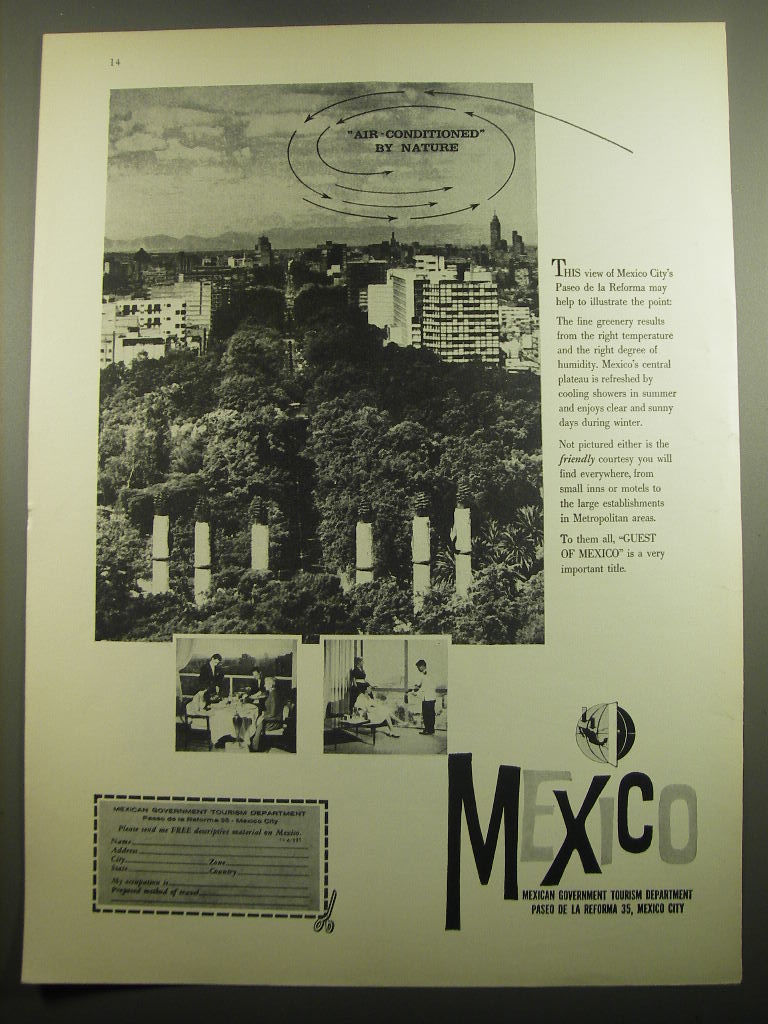 14
"AIR-CONDITIONED"
BY NATURE
THIS view of Mexico City's
Paseo de la Reforma may
help to illustrate the point:
The fine greenery results
from the right temperature
and the right degree of
humidity. Mexico's central
plateau is refreshed by
cooling showers in summer
and enjoys clear and sunny
days during winter.
Not pictured either is the
friendly courtesy you will
find everywhere, from
small inns or motels to
the large establishments
in Metropolitan areas.
To them all, "GUEST
OF MEXICO" is a very
important title.
MEXICAN GOVERNMENT TOURISM DEPARTMENT
Paseo de la Reforma 35 - Mexico City
Please send me FREE descriptive material on Mexico.
Name
Address
City Zone
State Country
My occupation is
Proposed method of travel
MEXICO
MEXICAN GOVERNMENT TOURISM DEPARTMENT
PASEO DE LA REFORMA 35, MEXICO CITY